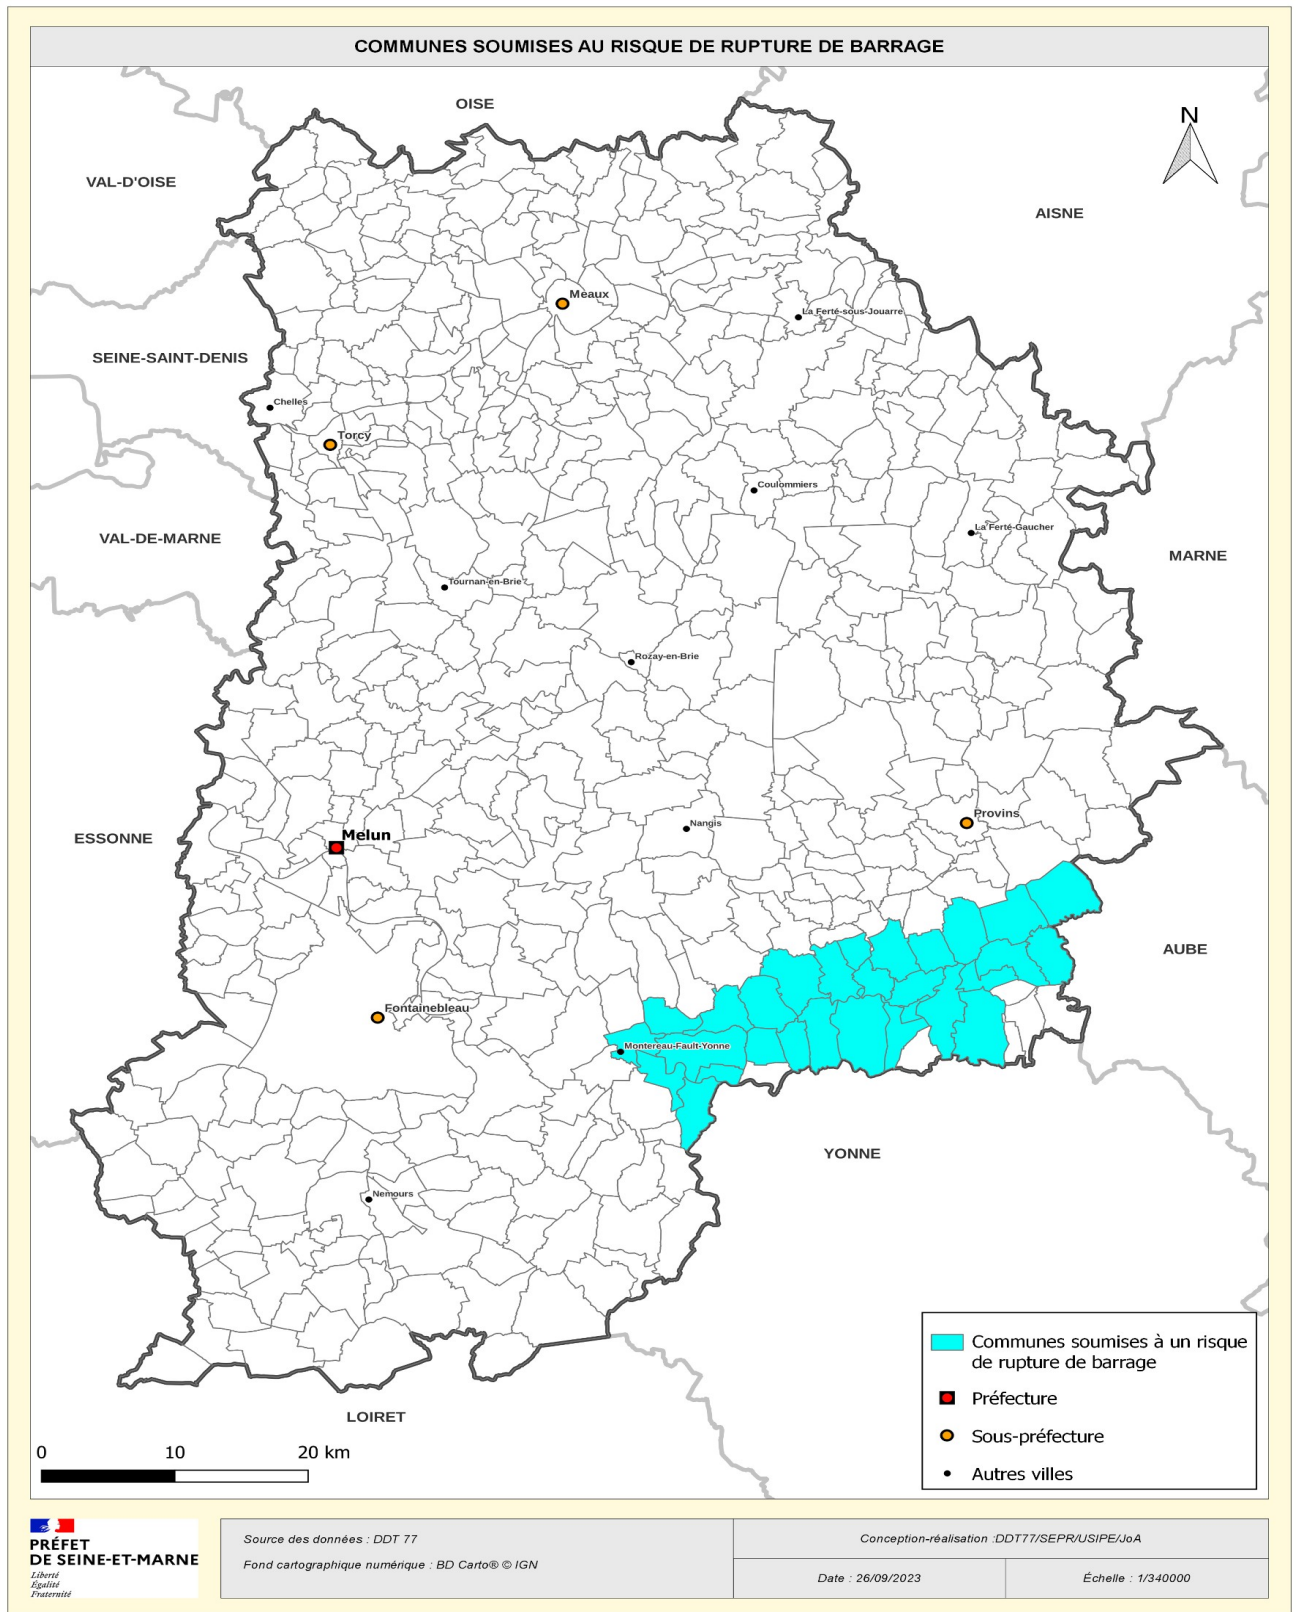 COMMUNES SOUMISES AU RISQUE DE RUPTURE DE BARRAGE
OISE
N
VAL-D'OISE
AISNE
Meaux
La Ferté-sous-Jouarre
SEINE-SAINT-DENIS
Chelles
Torcy
Coulommiers
La Ferté-Gaucher
VAL-DE-MARNE
MARNE
Tournan-en-Brie
Rozay-en-Brie
Provins
Nangis
Melun
ESSONNE
AUBE
Fontainebleau
Montereau-Fault-Yonne
YONNE
Nemours
LOIRET
Communes soumises à un risque
de rupture de barrage
Préfecture
Sous-préfecture
Autres villes
0 10 20 km
PRÉFET
DE SEINE-ET-MARNE
Liberté
Égalité
Fraternité
Source des données : DDT 77
Fond cartographique numérique : BD Carto® © IGN
Conception-réalisation :DDT77/SEPR/USIPE/JoA
Date : 26/09/2023
Échelle : 1/340000